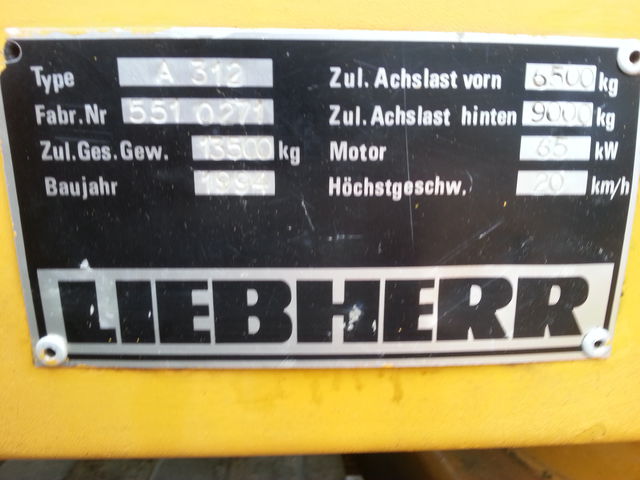 Type A 312
Fabr.Nr 551 0271
Zul.Ges.Gew. 13500 kg
Baujahr 1994
Zul. Achslast vorn 6500 kg
Zul. Achslast hinten 9000 kg
Motor 65 kW
Höchstgeschw. 20 km/h
LIEBHERR